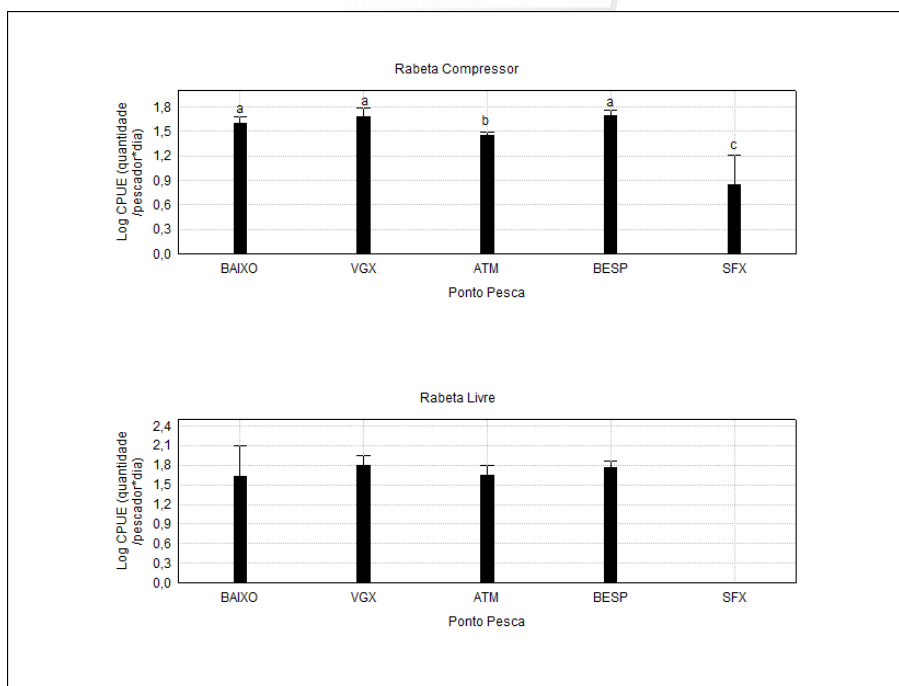 Rabeta Compressor
Log CPUE (quantidade
/pescador*dia)
1,8
1,5
1,2
0,9
0,6
0,3
0,0
a
a
b
a
c
BAIXO VGX ATM BESP SFX
Ponto Pesca
Rabeta Livre
Log CPUE (quantidade
/pescador*dia)
2,4
2,1
1,8
1,5
1,2
0,9
0,6
0,3
0,0
BAIXO VGX ATM BESP SFX
Ponto Pesca